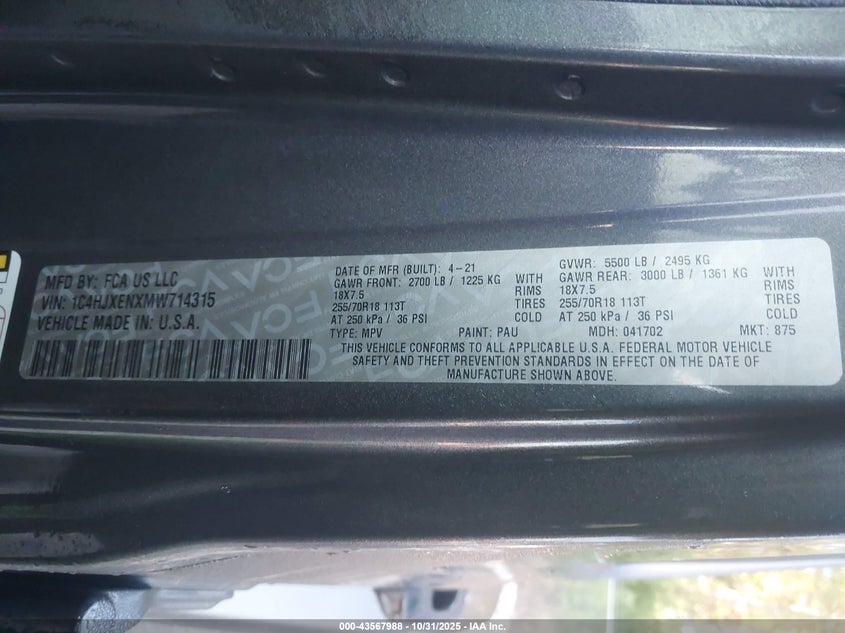 MFD BY: FCA US LLC
VIN: 1C4HJXENXMW714315
VEHICLE MADE IN: U.S.A.
DATE OF MFR (BUILT): 4-21
GAWR FRONT: 2700 LB / 1225 KG WITH
18X7.5 RIMS
255/70R18 113T TIRES
AT 250 kPa / 36 PSI COLD
GVWR: 5500 LB / 2495 KG
GAWR REAR: 3000 LB / 1361 KG WITH
18X7.5 RIMS
255/70R18 113T TIRES
AT 250 kPa / 36 PSI COLD
TYPE: MPV PAINT: PAU MDH: 041702 MKT: 875
THIS VEHICLE CONFORMS TO ALL APPLICABLE U.S.A. FEDERAL MOTOR VEHICLE
SAFETY AND THEFT PREVENTION STANDARDS IN EFFECT ON THE DATE OF
MANUFACTURE SHOWN ABOVE.
000-43567988 - 10/31/2025 - IAA Inc.